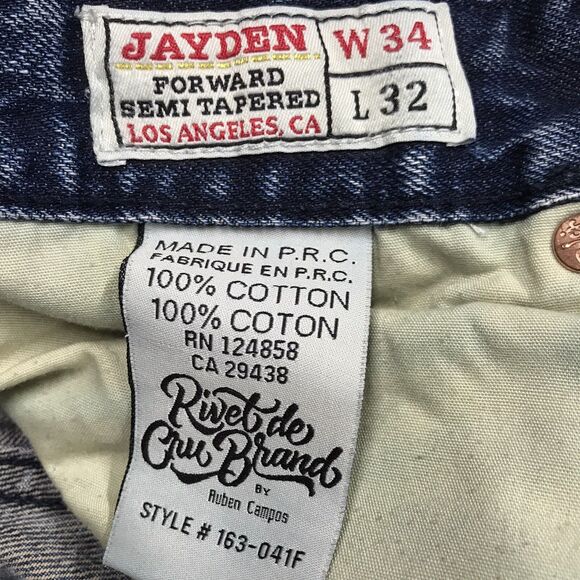 JAYDEN
FORWARD
SEMI TAPERED
LOS ANGELES, CA
W 34
L 32
MADE IN P.R.C.
FABRIQUE EN P.R.C.
100% COTTON
100% COTON
RN 124858
CA 29438
Rivet de
Cru Brand
BY
Ruben Campos
STYLE # 163-041F